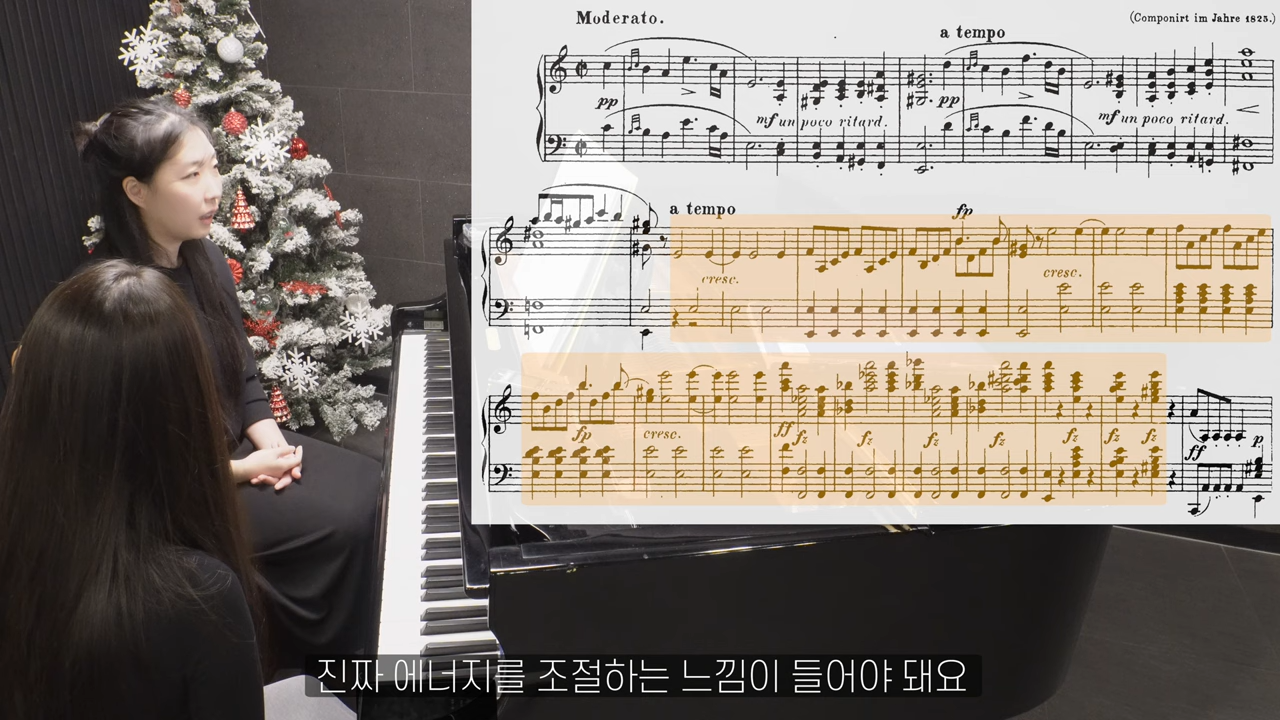 Moderato.
(Componirt im Jahre 1825.)
a tempo
pp
mf un poco ritard.
pp
mf un poco ritard.
a tempo
fp
cresc.
cresc.
fp
cresc.
ff
fz
fz
fz
fz
fz
fz
fz
ff
p
진짜 에너지를 조절하는 느낌이 들어야 돼요